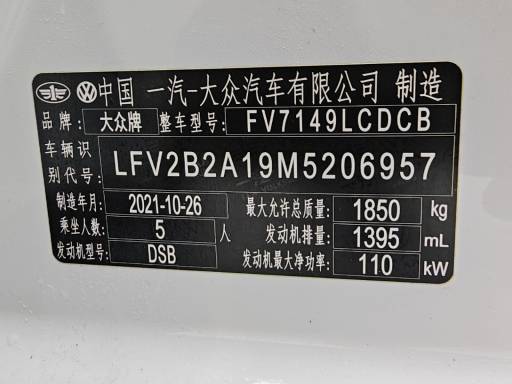 中国 一汽-大众汽车有限公司 制造
品牌: 大众牌 整车型号: FV7149LCDCB
车辆识别代号: LFV2B2A19M5206957
制造年月: 2021-10-26 最大允许总质量: 1850 kg
乘坐人数: 5 人 发动机排量: 1395 mL
发动机型号: DSB 发动机最大净功率: 110 kW